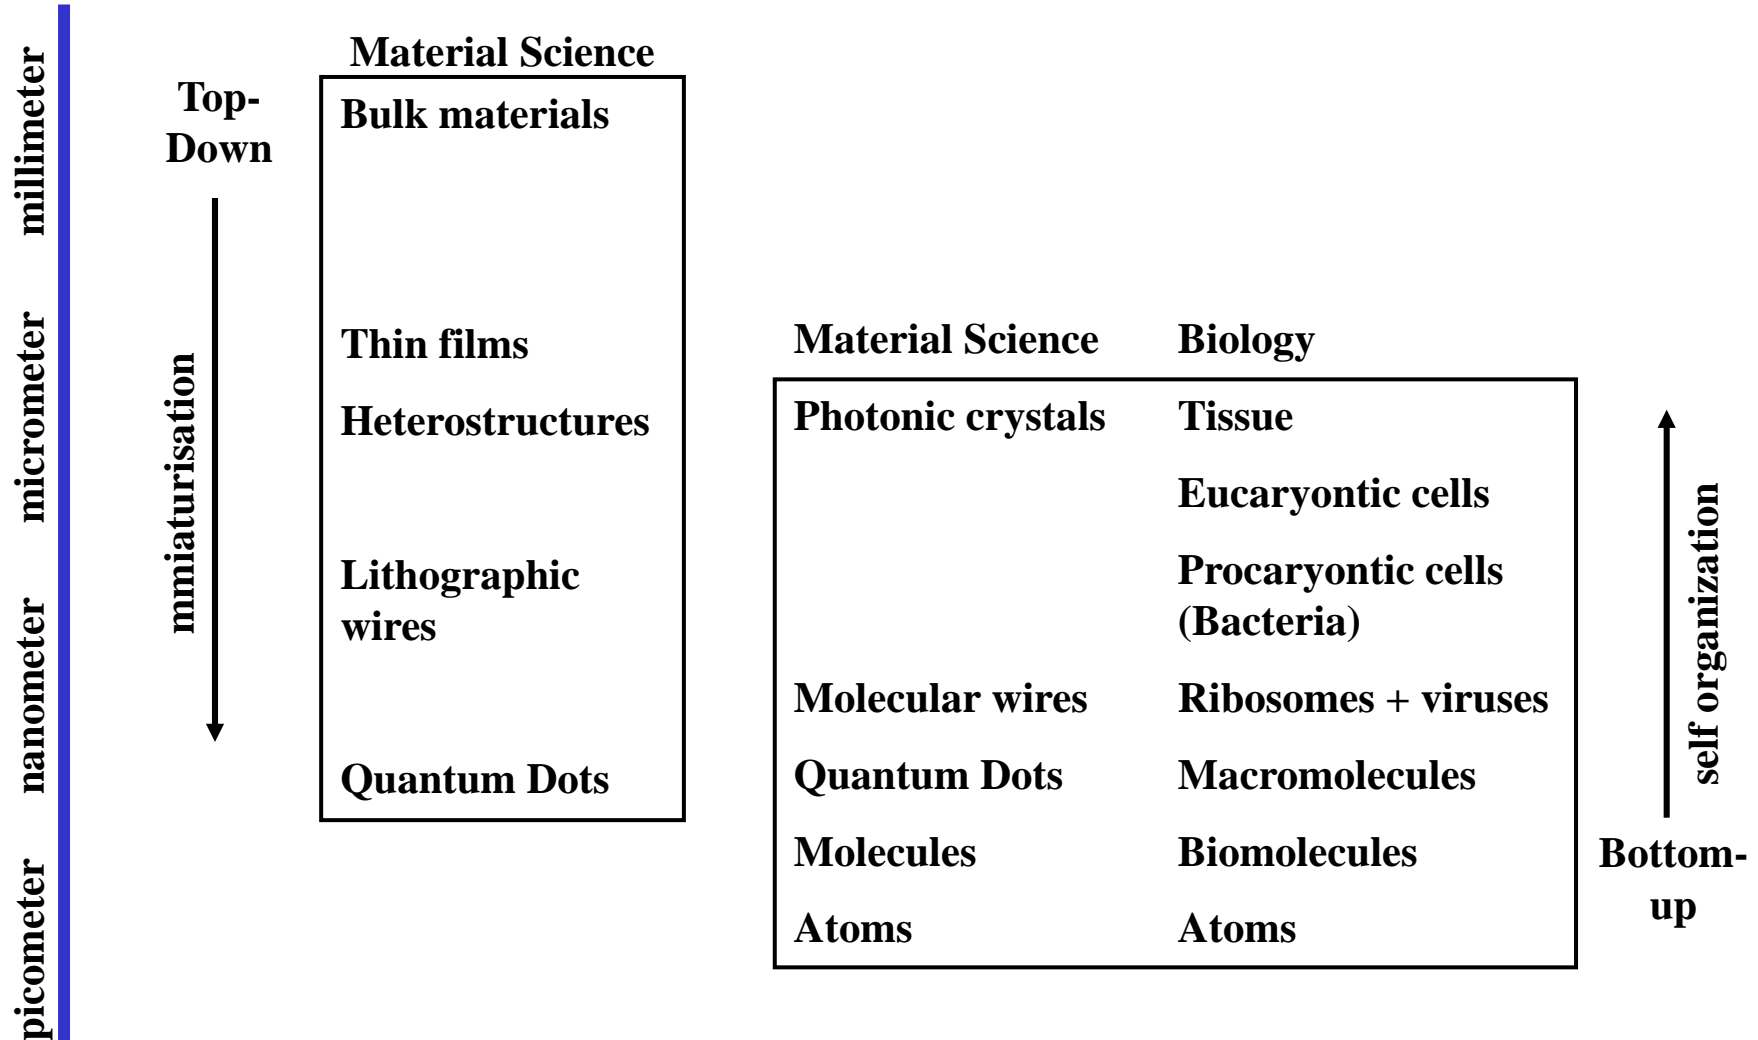 millimeter
micrometer
nanometer
picometer
Top-
Down
mmiaturisation
Material Science
Bulk materials
Thin films
Heterostructures
Lithographic
wires
Quantum Dots
Material Science Biology
Photonic crystals Tissue
Eucaryontic cells
Procaryontic cells
(Bacteria)
Molecular wires Ribosomes + viruses
Quantum Dots Macromolecules
Molecules Biomolecules
Atoms Atoms
self organization
Bottom-
up